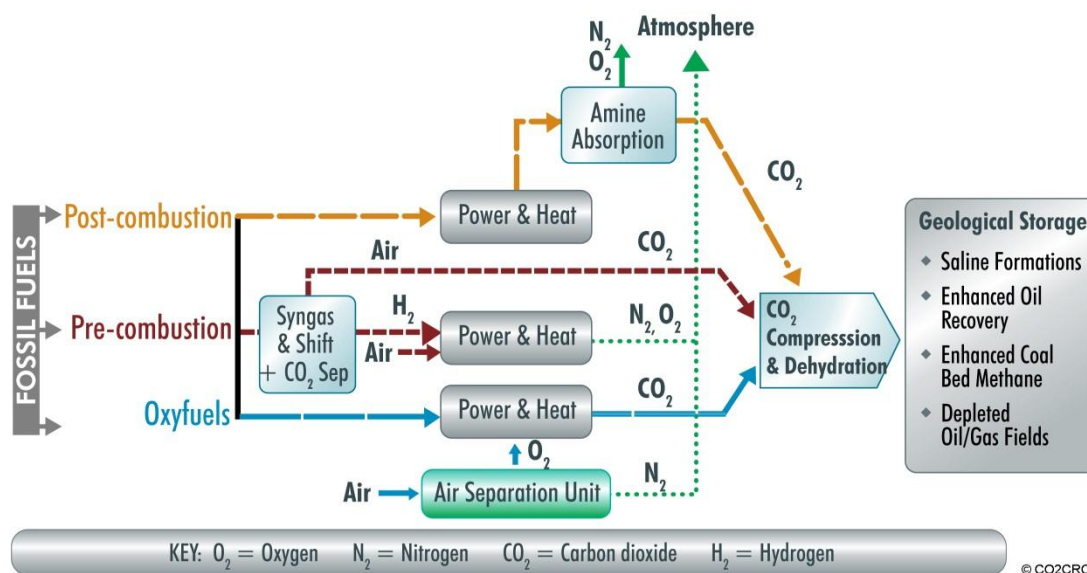 N2
O2
Atmosphere
Amine
Absorption
CO2
FOSSIL FUELS
Post-combustion
Power & Heat
Air
CO2
Pre-combustion
Syngas
& Shift
+ CO2 Sep
H2
Air
Power & Heat
N2, O2
CO2
Compresssion
& Dehydration
Oxyfuels
Power & Heat
CO2
O2
Air
Air Separation Unit
N2
Geological Storage
◆ Saline Formations
◆ Enhanced Oil
Recovery
◆ Enhanced Coal
Bed Methane
◆ Depleted
Oil/Gas Fields
KEY: O2 = Oxygen N2 = Nitrogen CO2 = Carbon dioxide H2 = Hydrogen
© CO2CRC